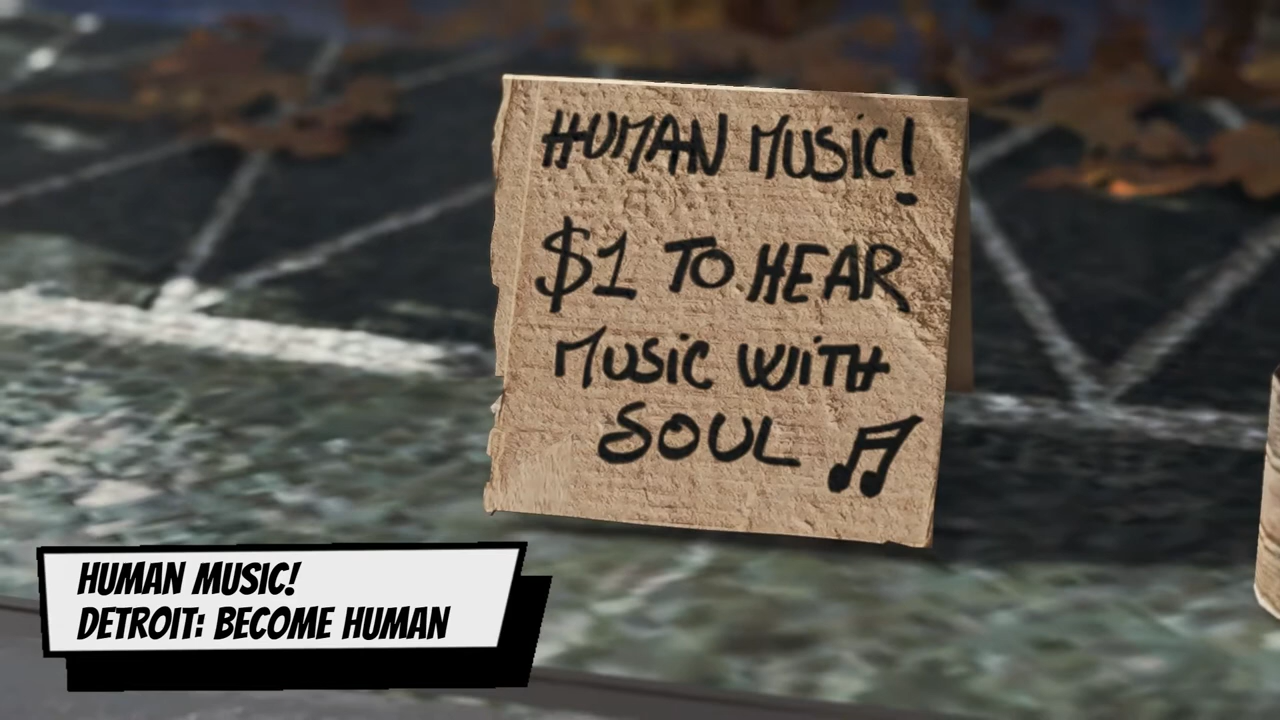 HUMAN MUSIC!
$1 TO HEAR
MUSIC WITH
SOUL
HUMAN MUSIC!
DETROIT: BECOME HUMAN